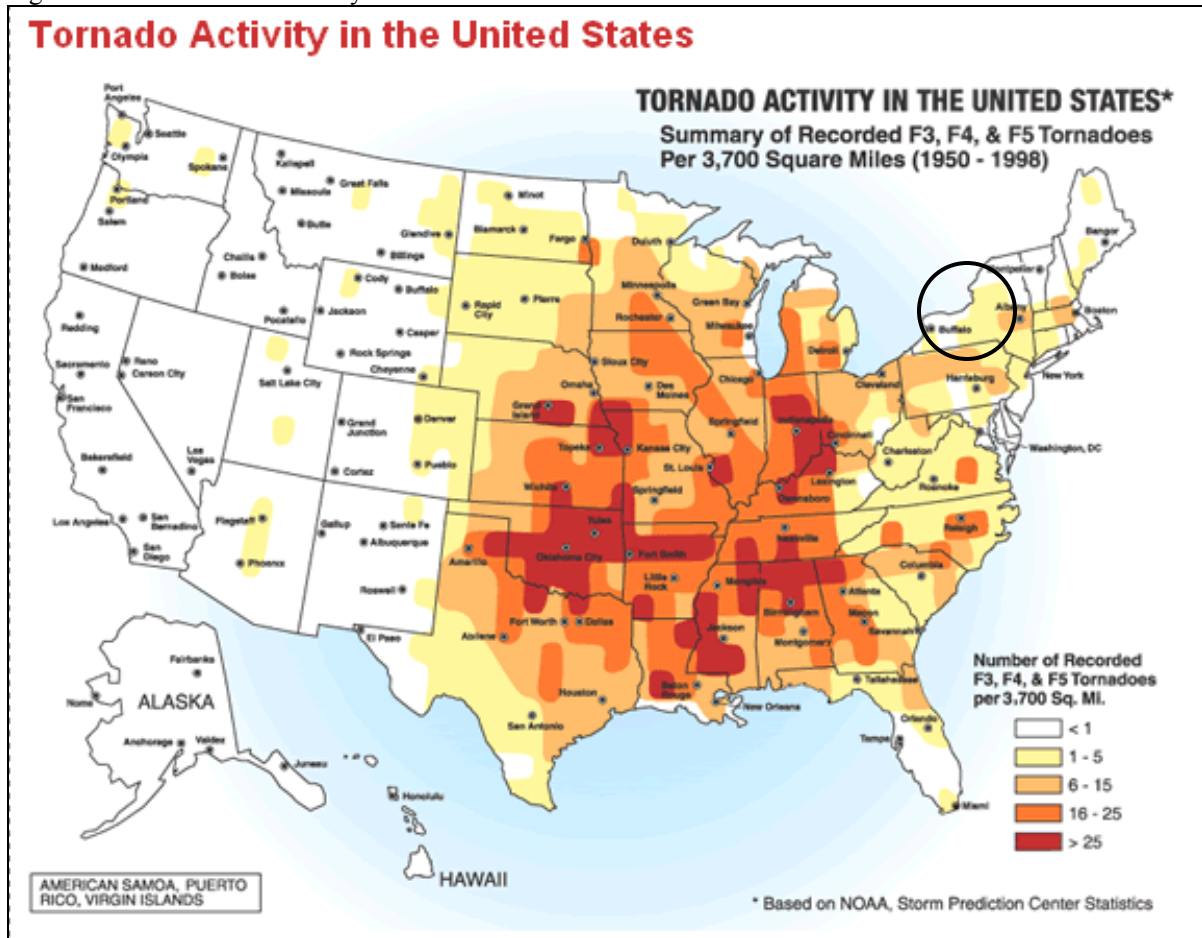 Tornado Activity in the United States
TORNADO ACTIVITY IN THE UNITED STATES*
Summary of Recorded F3, F4, & F5 Tornadoes
Per 3,700 Square Miles (1950 - 1998)
Port
Angeles
Seattle
Olympia
Spokane
Portland
Salem
Medford
Kalispell
Missoula
Great Falls
Butte
Glendive
Billings
Challis
Boise
Pocatello
Cody
Buffalo
Jackson
Casper
Rock Springs
Cheyenne
Minot
Bismarck
Fargo
Rapid
City
Pierre
Duluth
Minneapolis
Rochester
Green Bay
Milwaukee
Detroit
Chicago
Bangor
Montpelier
Albany
Boston
Buffalo
New York
Cleveland
Harrisburg
Washington, DC
Redding
Sacramento
San
Francisco
Reno
Carson City
Bakersfield
Las
Vegas
Los Angeles
San
Bernadino
San
Diego
Salt Lake City
Grand
Junction
Cortez
Denver
Pueblo
Flagstaff
Phoenix
Gallup
Sante Fe
Albuquerque
Roswell
El Paso
Sioux City
Omaha
Des
Moines
Grand
Island
Topeka
Kansas City
Wichita
St. Louis
Springfield
Springfield
Indianapolis
Cincinnati
Lexington
Owensboro
Charleston
Roanoke
Raleigh
Nashville
Columbia
Tulsa
Oklahoma City
Fort Smith
Amarillo
Little
Rock
Memphis
Birmingham
Atlanta
Macon
Savannah
Montgomery
Jackson
Fort Worth
Dallas
Abilene
Houston
San Antonio
Baton
Rouge
New Orleans
Tallahassee
Orlando
Tampa
Miami
Fairbanks
Nome
ALASKA
Anchorage
Valdez
Juneau
Honolulu
HAWAII
AMERICAN SAMOA, PUERTO
RICO, VIRGIN ISLANDS
Number of Recorded
F3, F4, & F5 Tornadoes
per 3,700 Sq. Mi.
< 1
1 - 5
6 - 15
16 - 25
> 25
* Based on NOAA, Storm Prediction Center Statistics